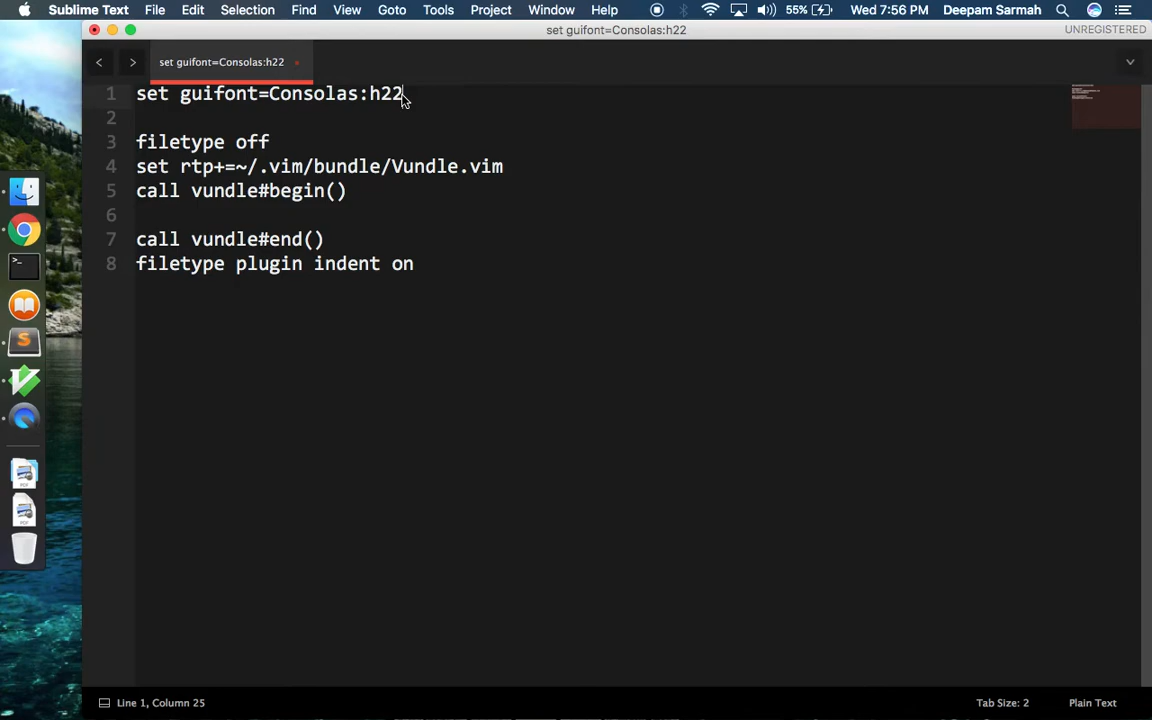 Sublime Text File Edit Selection Find View Goto Tools Project Window Help 55% Wed 7:56 PM Deepam Sarmah
set guifont=Consolas:h22
UNREGISTERED
set guifont=Consolas:h22
1 set guifont=Consolas:h22
2
3 filetype off
4 set rtp+=~/.vim/bundle/Vundle.vim
5 call vundle#begin()
6
7 call vundle#end()
8 filetype plugin indent on
PDF
PDF
Line 1, Column 25
Tab Size: 2
Plain Text